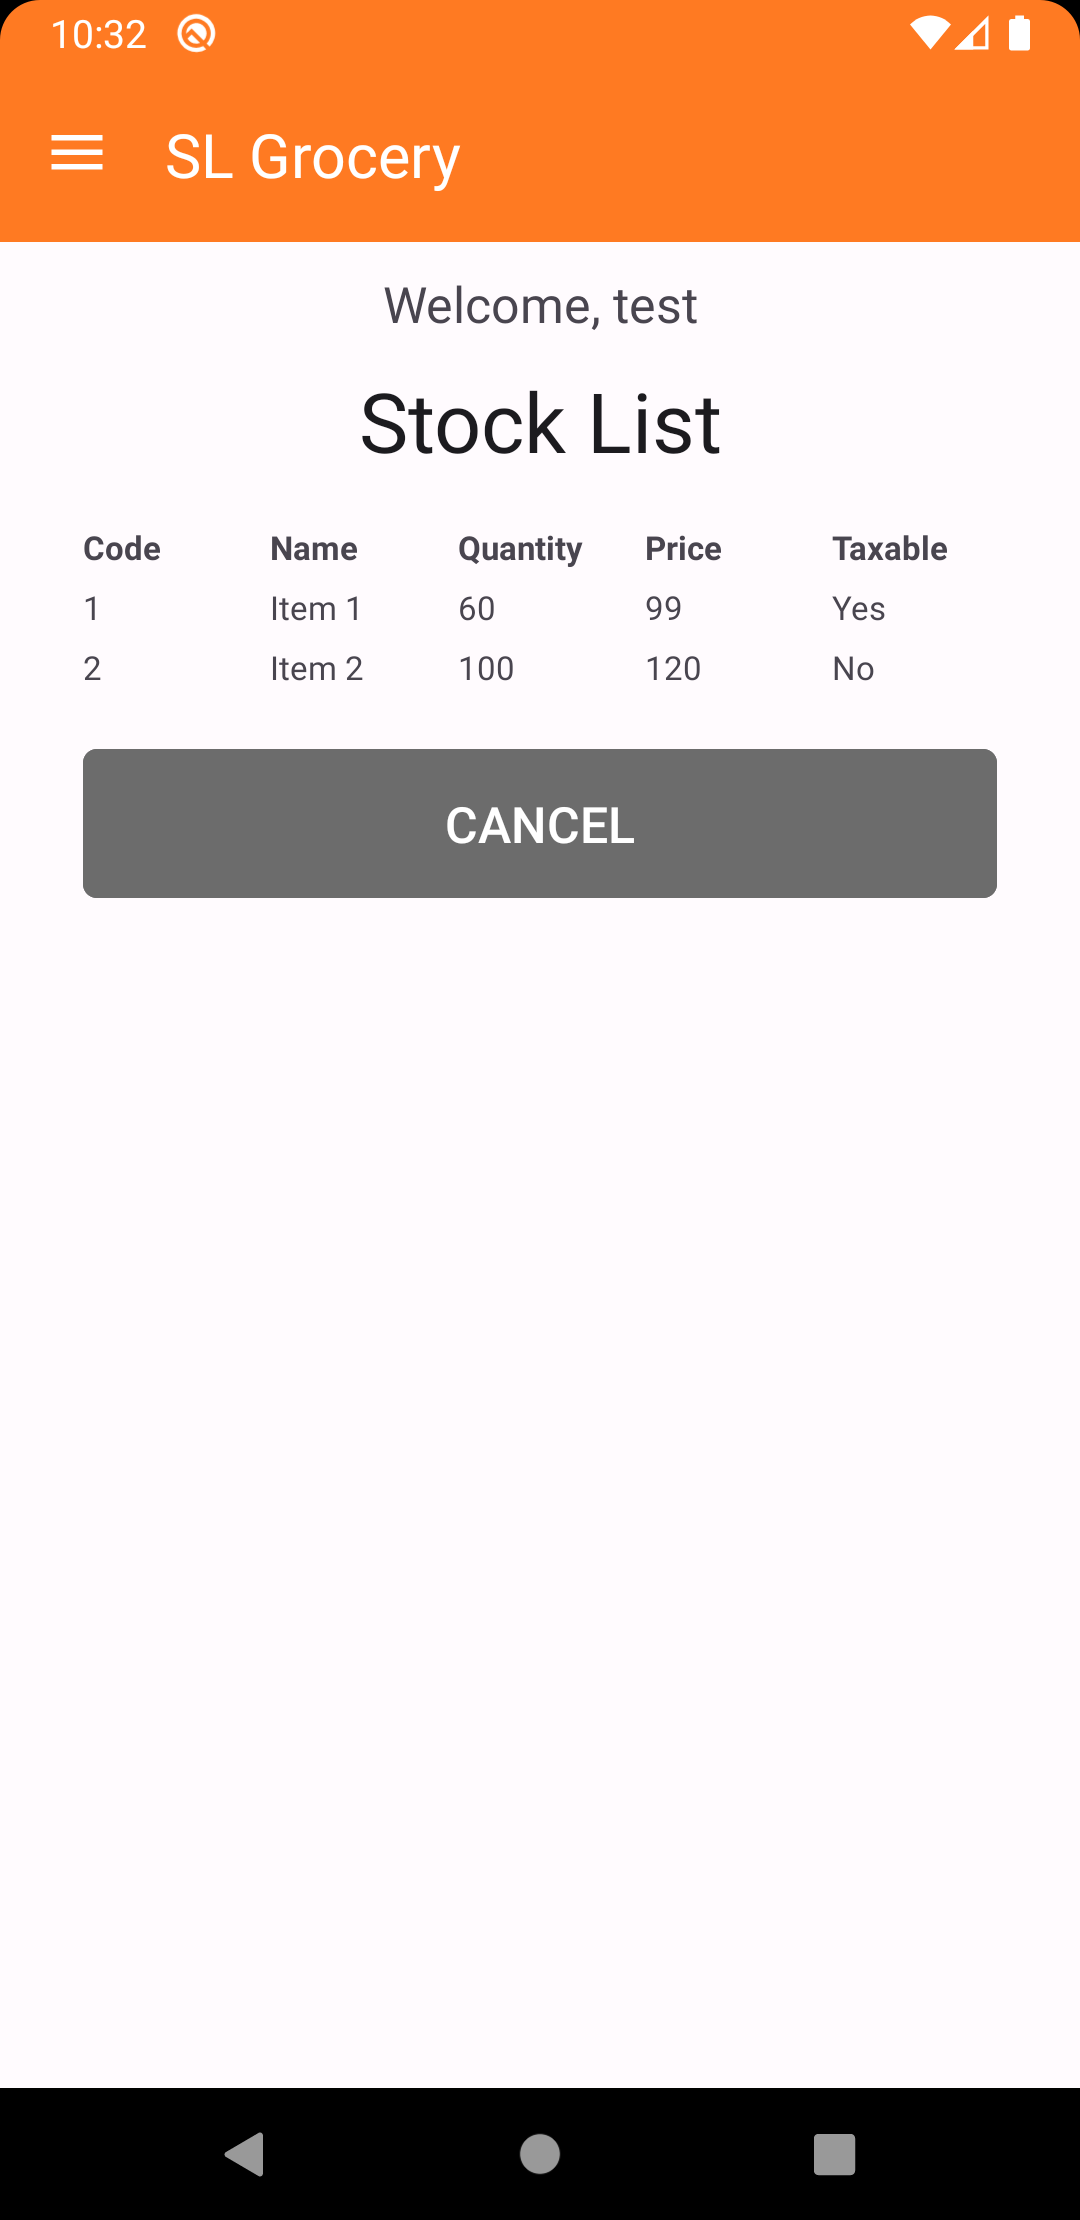 10:32
SL Grocery
Welcome, test
Stock List
Code Name Quantity Price Taxable
1 Item 1 60 99 Yes
2 Item 2 100 120 No
CANCEL